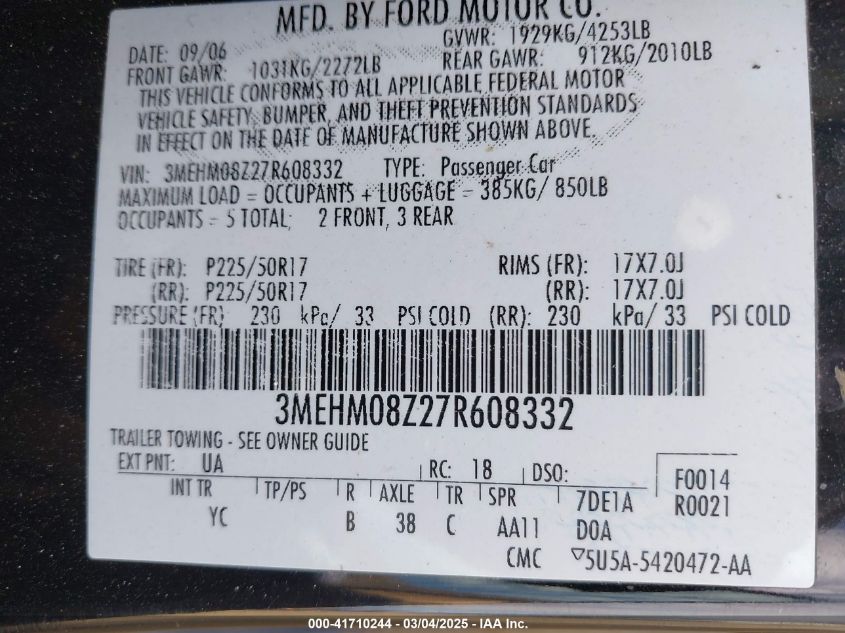 MFD. BY FORD MOTOR CO.
DATE: 09/06 GVWR: 1929KG/4253LB
FRONT GAWR: 1031KG/2272LB REAR GAWR: 912KG/2010LB
THIS VEHICLE CONFORMS TO ALL APPLICABLE FEDERAL MOTOR
VEHICLE SAFETY, BUMPER, AND THEFT PREVENTION STANDARDS
IN EFFECT ON THE DATE OF MANUFACTURE SHOWN ABOVE.
VIN: 3MEHM08Z27R608332 TYPE: Passenger Car
MAXIMUM LOAD = OCCUPANTS + LUGGAGE = 385KG/ 850LB
OCCUPANTS = 5 TOTAL; 2 FRONT, 3 REAR
TIRE (FR): P225/50R17 RIMS (FR): 17X7.0J
(RR): P225/50R17 (RR): 17X7.0J
PRESSURE (FR): 230 kPa/ 33 PSI COLD (RR): 230 kPa/ 33 PSI COLD
3MEHM08Z27R608332
TRAILER TOWING - SEE OWNER GUIDE
EXT PNT: UA RC: 18 DSO: F0014
INT TR TP/PS R AXLE TR SPR 7DE1A R0021
YC B 38 C AA11 D0A
CMC 5U5A-5420472-AA
000-41710244 - 03/04/2025 - IAA Inc.